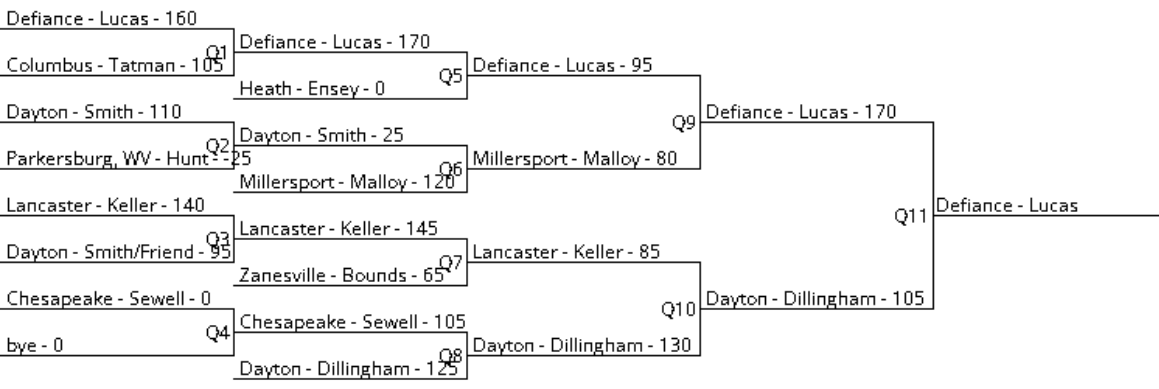 Defiance - Lucas - 160
Q1
Columbus - Tatman - 105
Defiance - Lucas - 170
Q5
Heath - Ensey - 0
Defiance - Lucas - 95
Dayton - Smith - 110
Q2
Parkersburg, WV - Hunt - -25
Dayton - Smith - 25
Q6
Millersport - Malloy - 120
Q9
Millersport - Malloy - 80
Defiance - Lucas - 170
Lancaster - Keller - 140
Q3
Dayton - Smith/Friend - 95
Lancaster - Keller - 145
Q7
Zanesville - Bounds - 65
Lancaster - Keller - 85
Q11
Defiance - Lucas
Chesapeake - Sewell - 0
Q4
bye - 0
Chesapeake - Sewell - 105
Q8
Dayton - Dillingham - 125
Q10
Dayton - Dillingham - 130
Dayton - Dillingham - 105